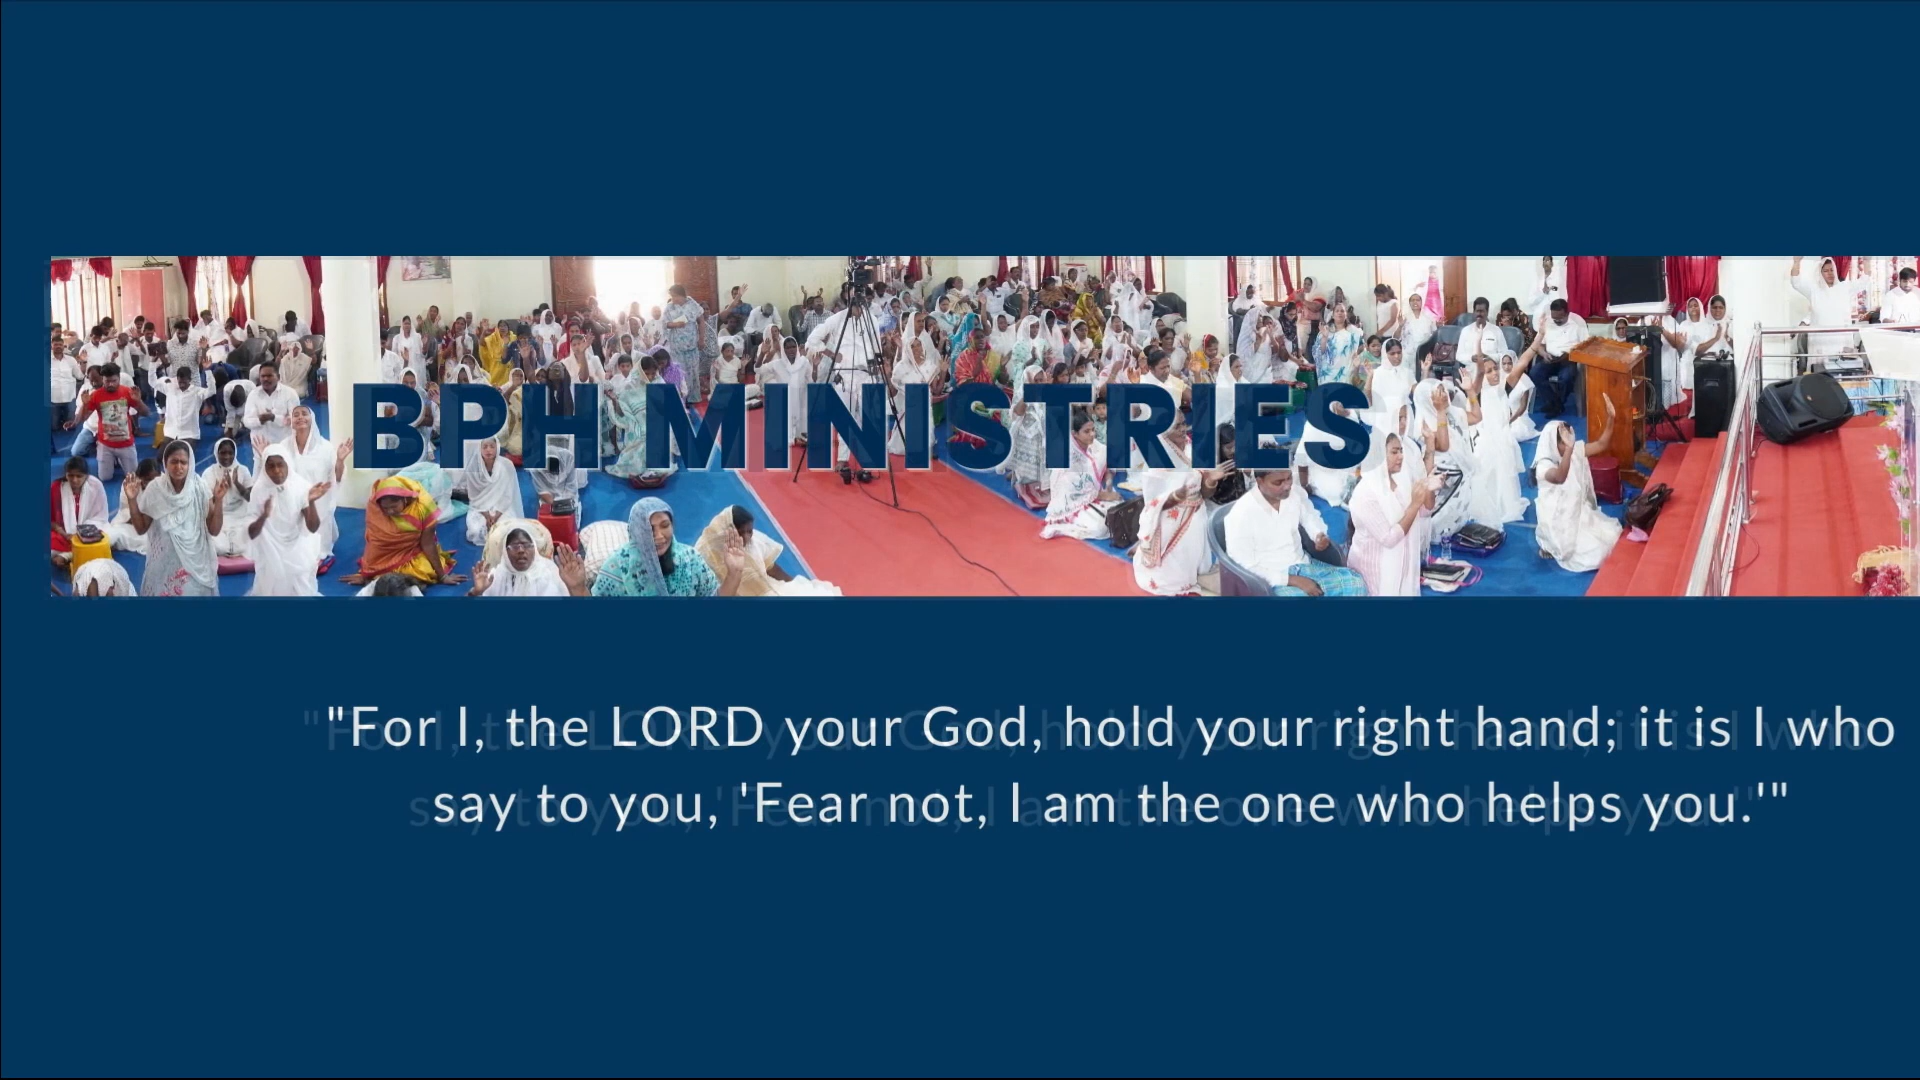 BPH MINISTRIES
"For I, the LORD your God, hold your right hand; it is I who
say to you, 'Fear not, I am the one who helps you.'"